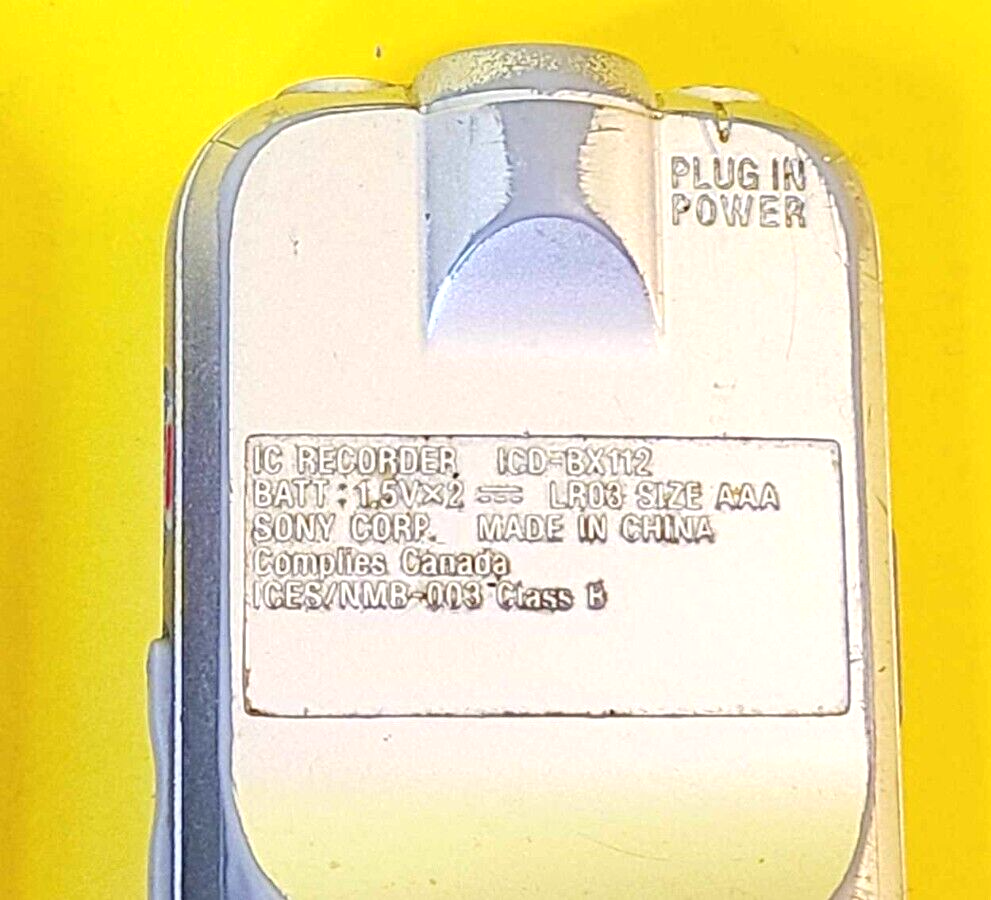 PLUG IN
POWER
IC RECORDER ICD-BX112
BATT : 1.5V×2 ⎓ LR03 SIZE AAA
SONY CORP. MADE IN CHINA
Complies Canada
ICES/NMB-003 Class B